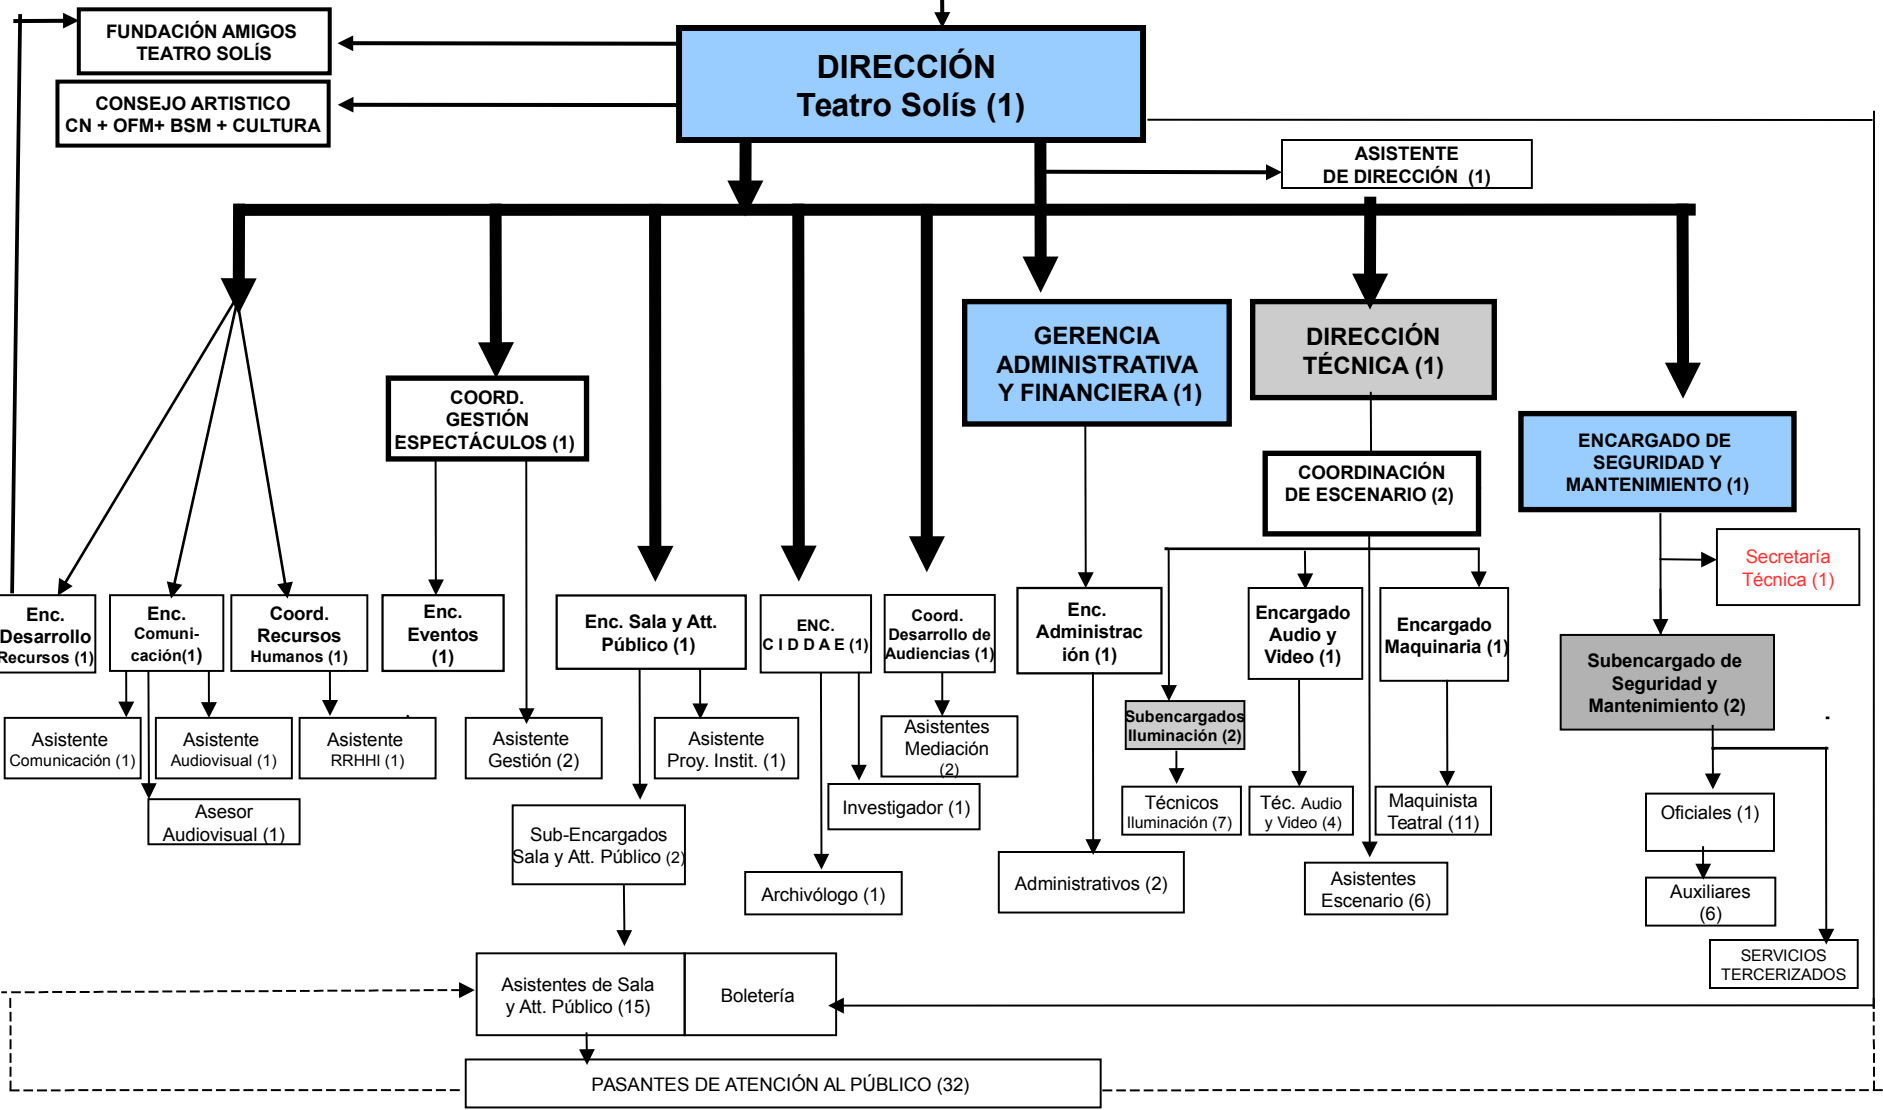 FUNDACIÓN AMIGOS
TEATRO SOLÍS
CONSEJO ARTISTICO
CN + OFM+ BSM + CULTURA
DIRECCIÓN
Teatro Solís (1)
ASISTENTE
DE DIRECCIÓN (1)
GERENCIA
ADMINISTRATIVA
Y FINANCIERA (1)
DIRECCIÓN
TÉCNICA (1)
COORD.
GESTIÓN
ESPECTÁCULOS (1)
ENCARGADO DE
SEGURIDAD Y
MANTENIMIENTO (1)
COORDINACIÓN
DE ESCENARIO (2)
Secretaría
Técnica (1)
Enc.
Desarrollo
Recursos (1)
Enc.
Comuni-
cación(1)
Coord.
Recursos
Humanos (1)
Enc.
Eventos
(1)
Enc. Sala y Att.
Público (1)
ENC.
C I D D A E (1)
Coord.
Desarrollo de
Audiencias (1)
Enc.
Administrac
ión (1)
Encargado
Audio y
Video (1)
Encargado
Maquinaria (1)
Subencargado de
Seguridad y
Mantenimiento (2)
Asistente
Comunicación (1)
Asistente
Audiovisual (1)
Asistente
RRHHI (1)
Asistente
Gestión (2)
Asistente
Proy. Instit. (1)
Asistentes
Mediación
(2)
Subencargados
Iluminación (2)
Asesor
Audiovisual (1)
Investigador (1)
Técnicos
Iluminación (7)
Téc. Audio
y Video (4)
Maquinista
Teatral (11)
Oficiales (1)
Sub-Encargados
Sala y Att. Público (2)
Archivólogo (1)
Administrativos (2)
Asistentes
Escenario (6)
Auxiliares
(6)
SERVICIOS
TERCERIZADOS
Asistentes de Sala
y Att. Público (15)
Boletería
PASANTES DE ATENCIÓN AL PÚBLICO (32)